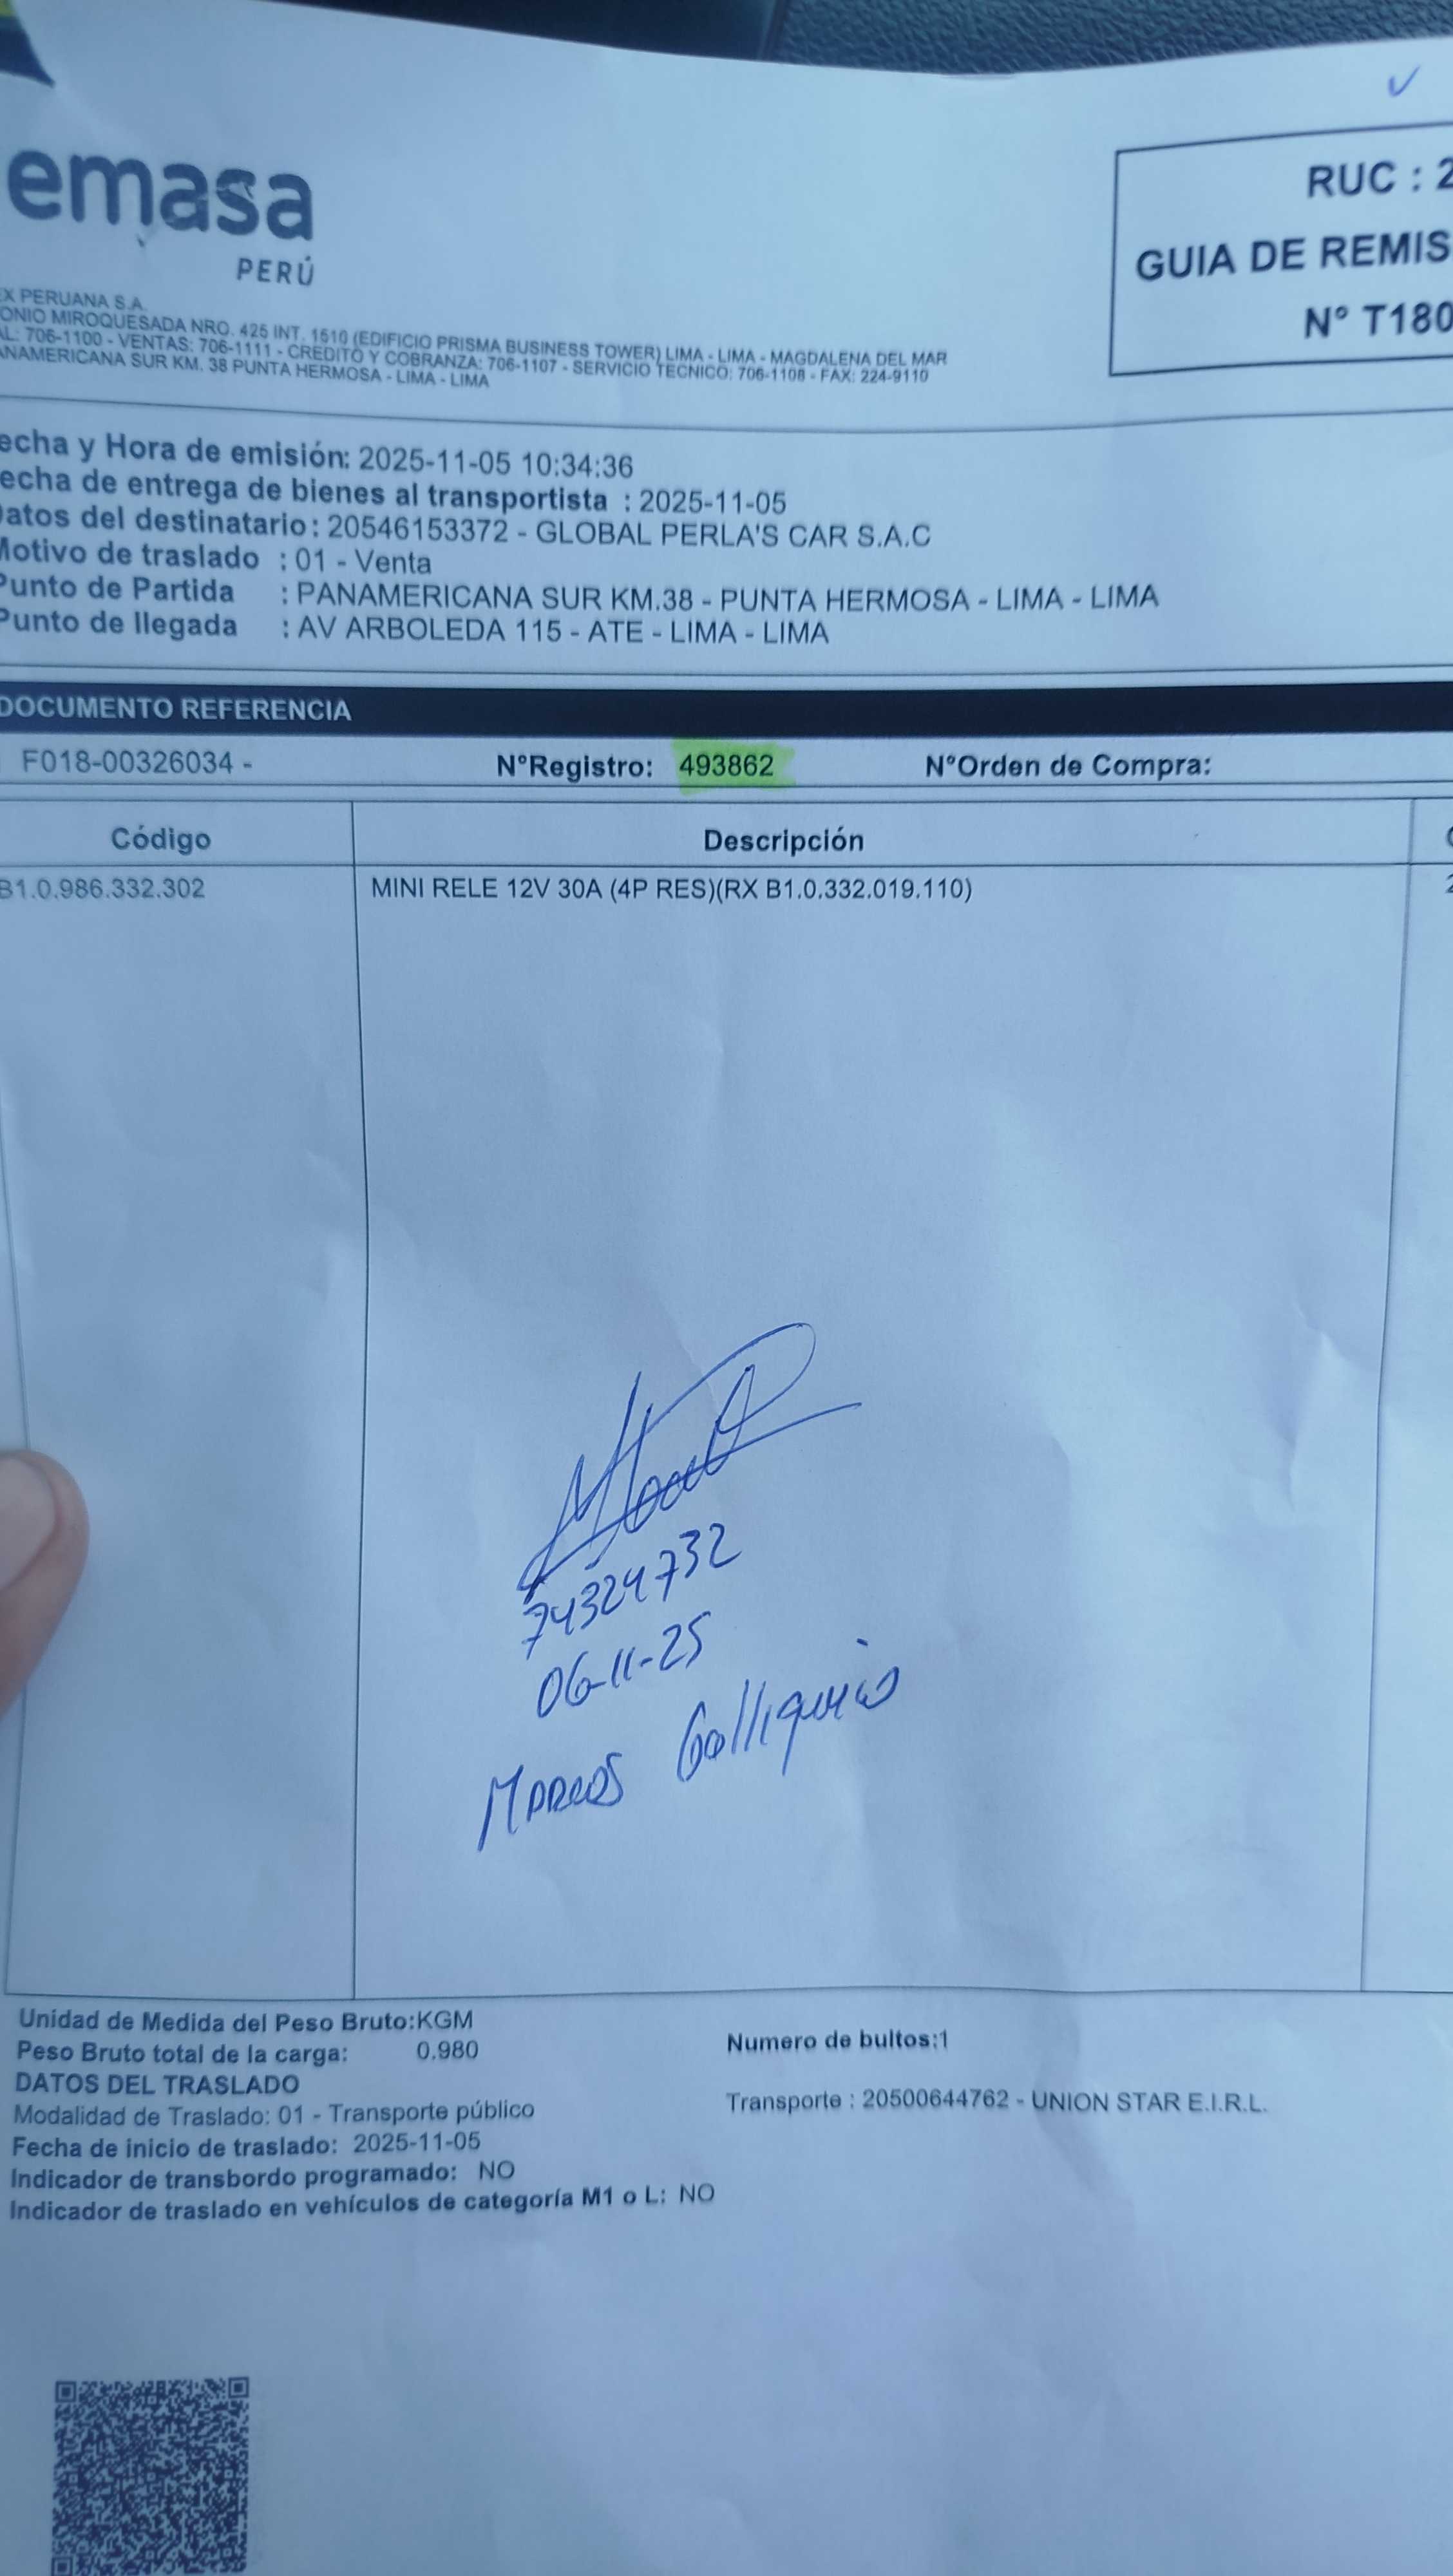 emasa
PERÚ
RUC : 2
GUIA DE REMIS
N° T180
EX PERUANA S.A.
ONIO MIROQUESADA NRO. 425 INT. 1510 (EDIFICIO PRISMA BUSINESS TOWER) LIMA - LIMA - MAGDALENA DEL MAR
AL: 706-1100 - VENTAS: 706-1111 - CREDITO Y COBRANZA: 706-1107 - SERVICIO TECNICO: 706-1108 - FAX: 224-9110
ANAMERICANA SUR KM. 38 PUNTA HERMOSA - LIMA - LIMA
echa y Hora de emisión: 2025-11-05 10:34:36
echa de entrega de bienes al transportista : 2025-11-05
Datos del destinatario : 20546153372 - GLOBAL PERLA'S CAR S.A.C
Motivo de traslado : 01 - Venta
Punto de Partida : PANAMERICANA SUR KM.38 - PUNTA HERMOSA - LIMA - LIMA
Punto de llegada : AV ARBOLEDA 115 - ATE - LIMA - LIMA
DOCUMENTO REFERENCIA
F018-00326034 - N°Registro: 493862 N°Orden de Compra:
Código Descripción
B1.0.986.332.302 MINI RELE 12V 30A (4P RES)(RX B1.0.332.019.110) 2
74324732
06-11-25
Marcos Golliquis
Unidad de Medida del Peso Bruto:KGM
Peso Bruto total de la carga: 0.980 Numero de bultos:1
DATOS DEL TRASLADO
Modalidad de Traslado: 01 - Transporte público Transporte : 20500644762 - UNION STAR E.I.R.L.
Fecha de inicio de traslado: 2025-11-05
Indicador de transbordo programado: NO
Indicador de traslado en vehículos de categoría M1 o L: NO